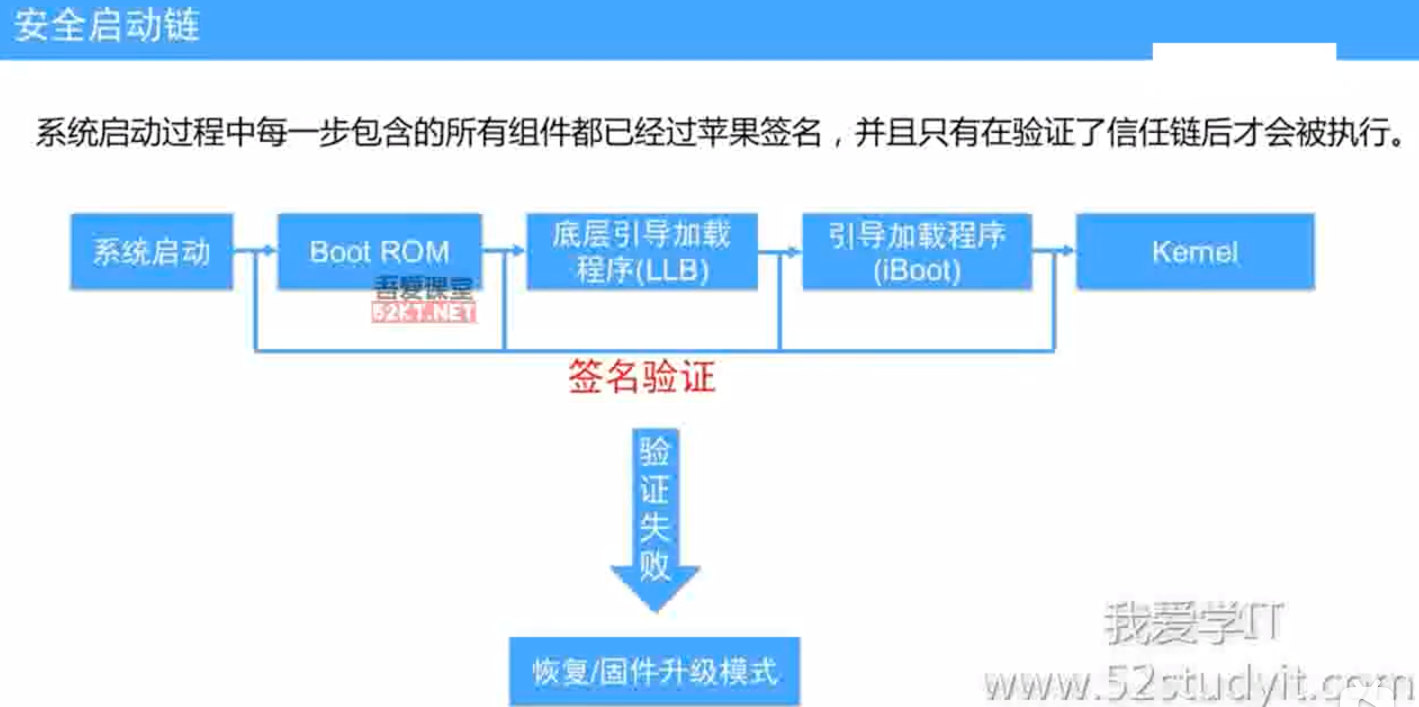 安全启动链
系统启动过程中每一步包含的所有组件都已经过苹果签名，并且只有在验证了信任链后才会被执行。
系统启动
Boot ROM
底层引导加载
程序(LLB)
引导加载程序
(iBoot)
Kernel
吾爱课堂
52KT.NET
签名验证
验证失败
恢复/固件升级模式
我爱学IT
www.52studyit.com